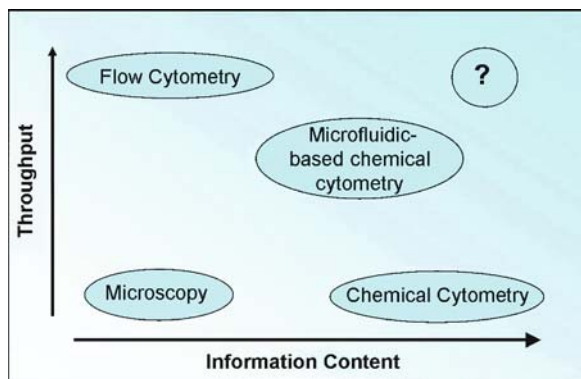 Flow Cytometry
?
Microfluidic-
based chemical
cytometry
Throughput
Microscopy
Chemical Cytometry
Information Content